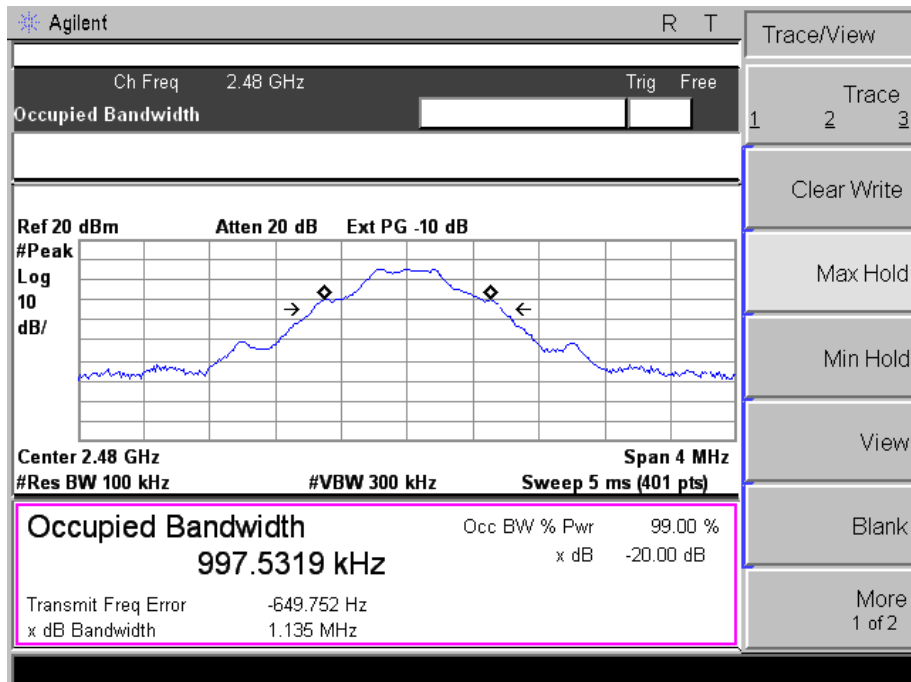 Agilent R T
Ch Freq 2.48 GHz Trig Free
Occupied Bandwidth
Ref 20 dBm Atten 20 dB Ext PG -10 dB
#Peak
Log
10
dB/
Center 2.48 GHz Span 4 MHz
#Res BW 100 kHz #VBW 300 kHz Sweep 5 ms (401 pts)
Occupied Bandwidth
997.5319 kHz
Occ BW % Pwr 99.00 %
x dB -20.00 dB
Transmit Freq Error -649.752 Hz
x dB Bandwidth 1.135 MHz
Trace/View
Trace
1 2 3
Clear Write
Max Hold
Min Hold
View
Blank
More
1 of 2